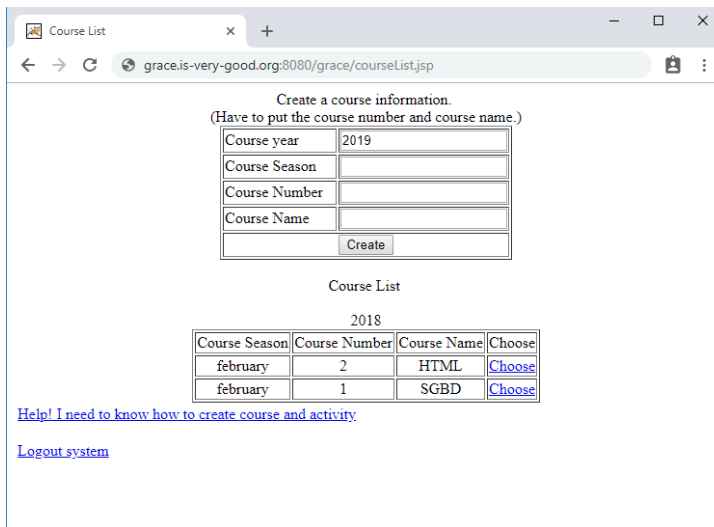 Course List
grace.is-very-good.org:8080/grace/courseList.jsp
Create a course information.
(Have to put the course number and course name.)
Course year 2019
Course Season
Course Number
Course Name
Create
Course List
2018
Course Season Course Number Course Name Choose
february 2 HTML Choose
february 1 SGBD Choose
Help! I need to know how to create course and activity
Logout system